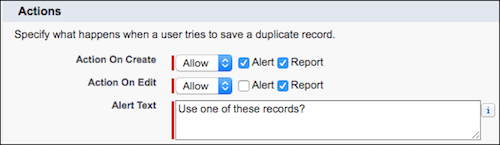 Actions
Specify what happens when a user tries to save a duplicate record.
Action On Create Allow Alert Report
Action On Edit Allow Alert Report
Alert Text Use one of these records?
i